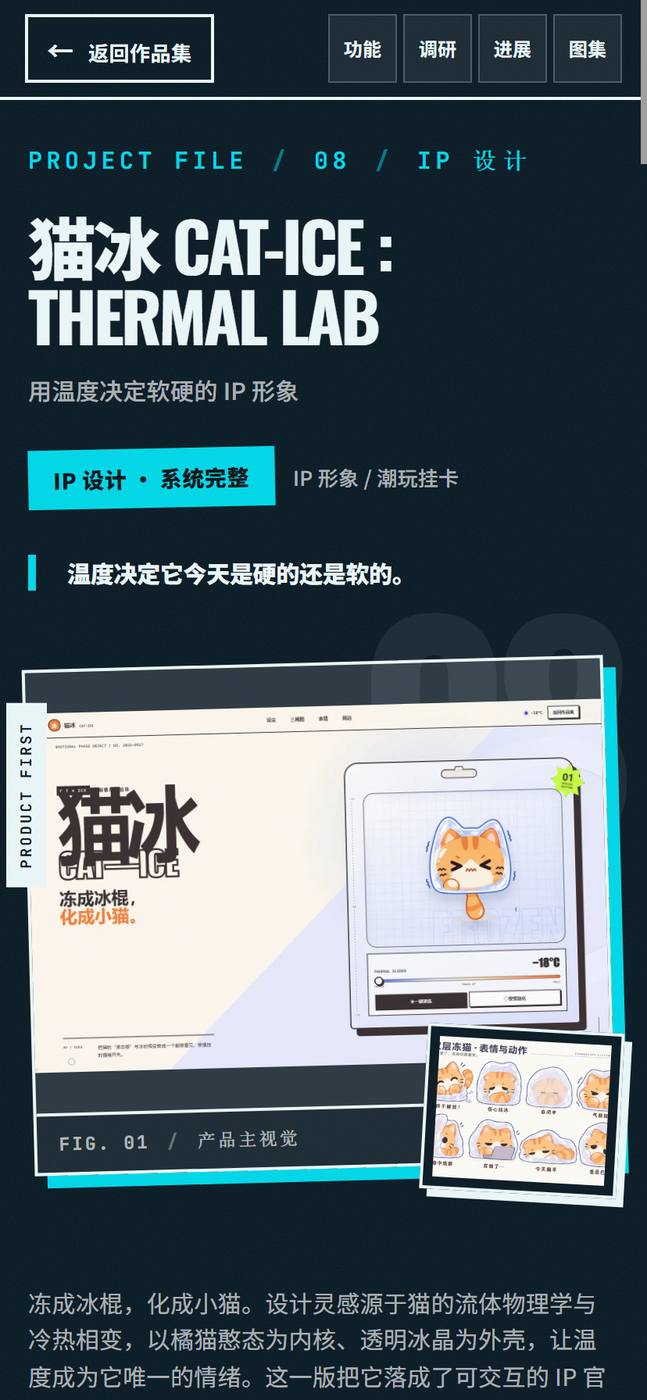 ← 返回作品集
功能 调研 进展 图集
PROJECT FILE / 08 / IP 设计
猫冰 CAT-ICE :
THERMAL LAB
用温度决定软硬的 IP 形象
IP 设计 · 系统完整
IP 形象 / 潮玩挂卡
温度决定它今天是硬的还是软的。
08
PRODUCT FIRST
猫冰
返回作品集
猫冰
CAT—ICE
冻成冰棍，
化成小猫。
01
FROZEN
THERMAL SLIDER
−18°C
层冻猫 · 表情与动作
今天躺平
FIG. 01 / 产品主视觉
冻成冰棍，化成小猫。设计灵感源于猫的流体物理学与
冷热相变，以橘猫憨态为内核、透明冰晶为外壳，让温
度成为它唯一的情绪。这一版把它落成了可交互的 IP 官